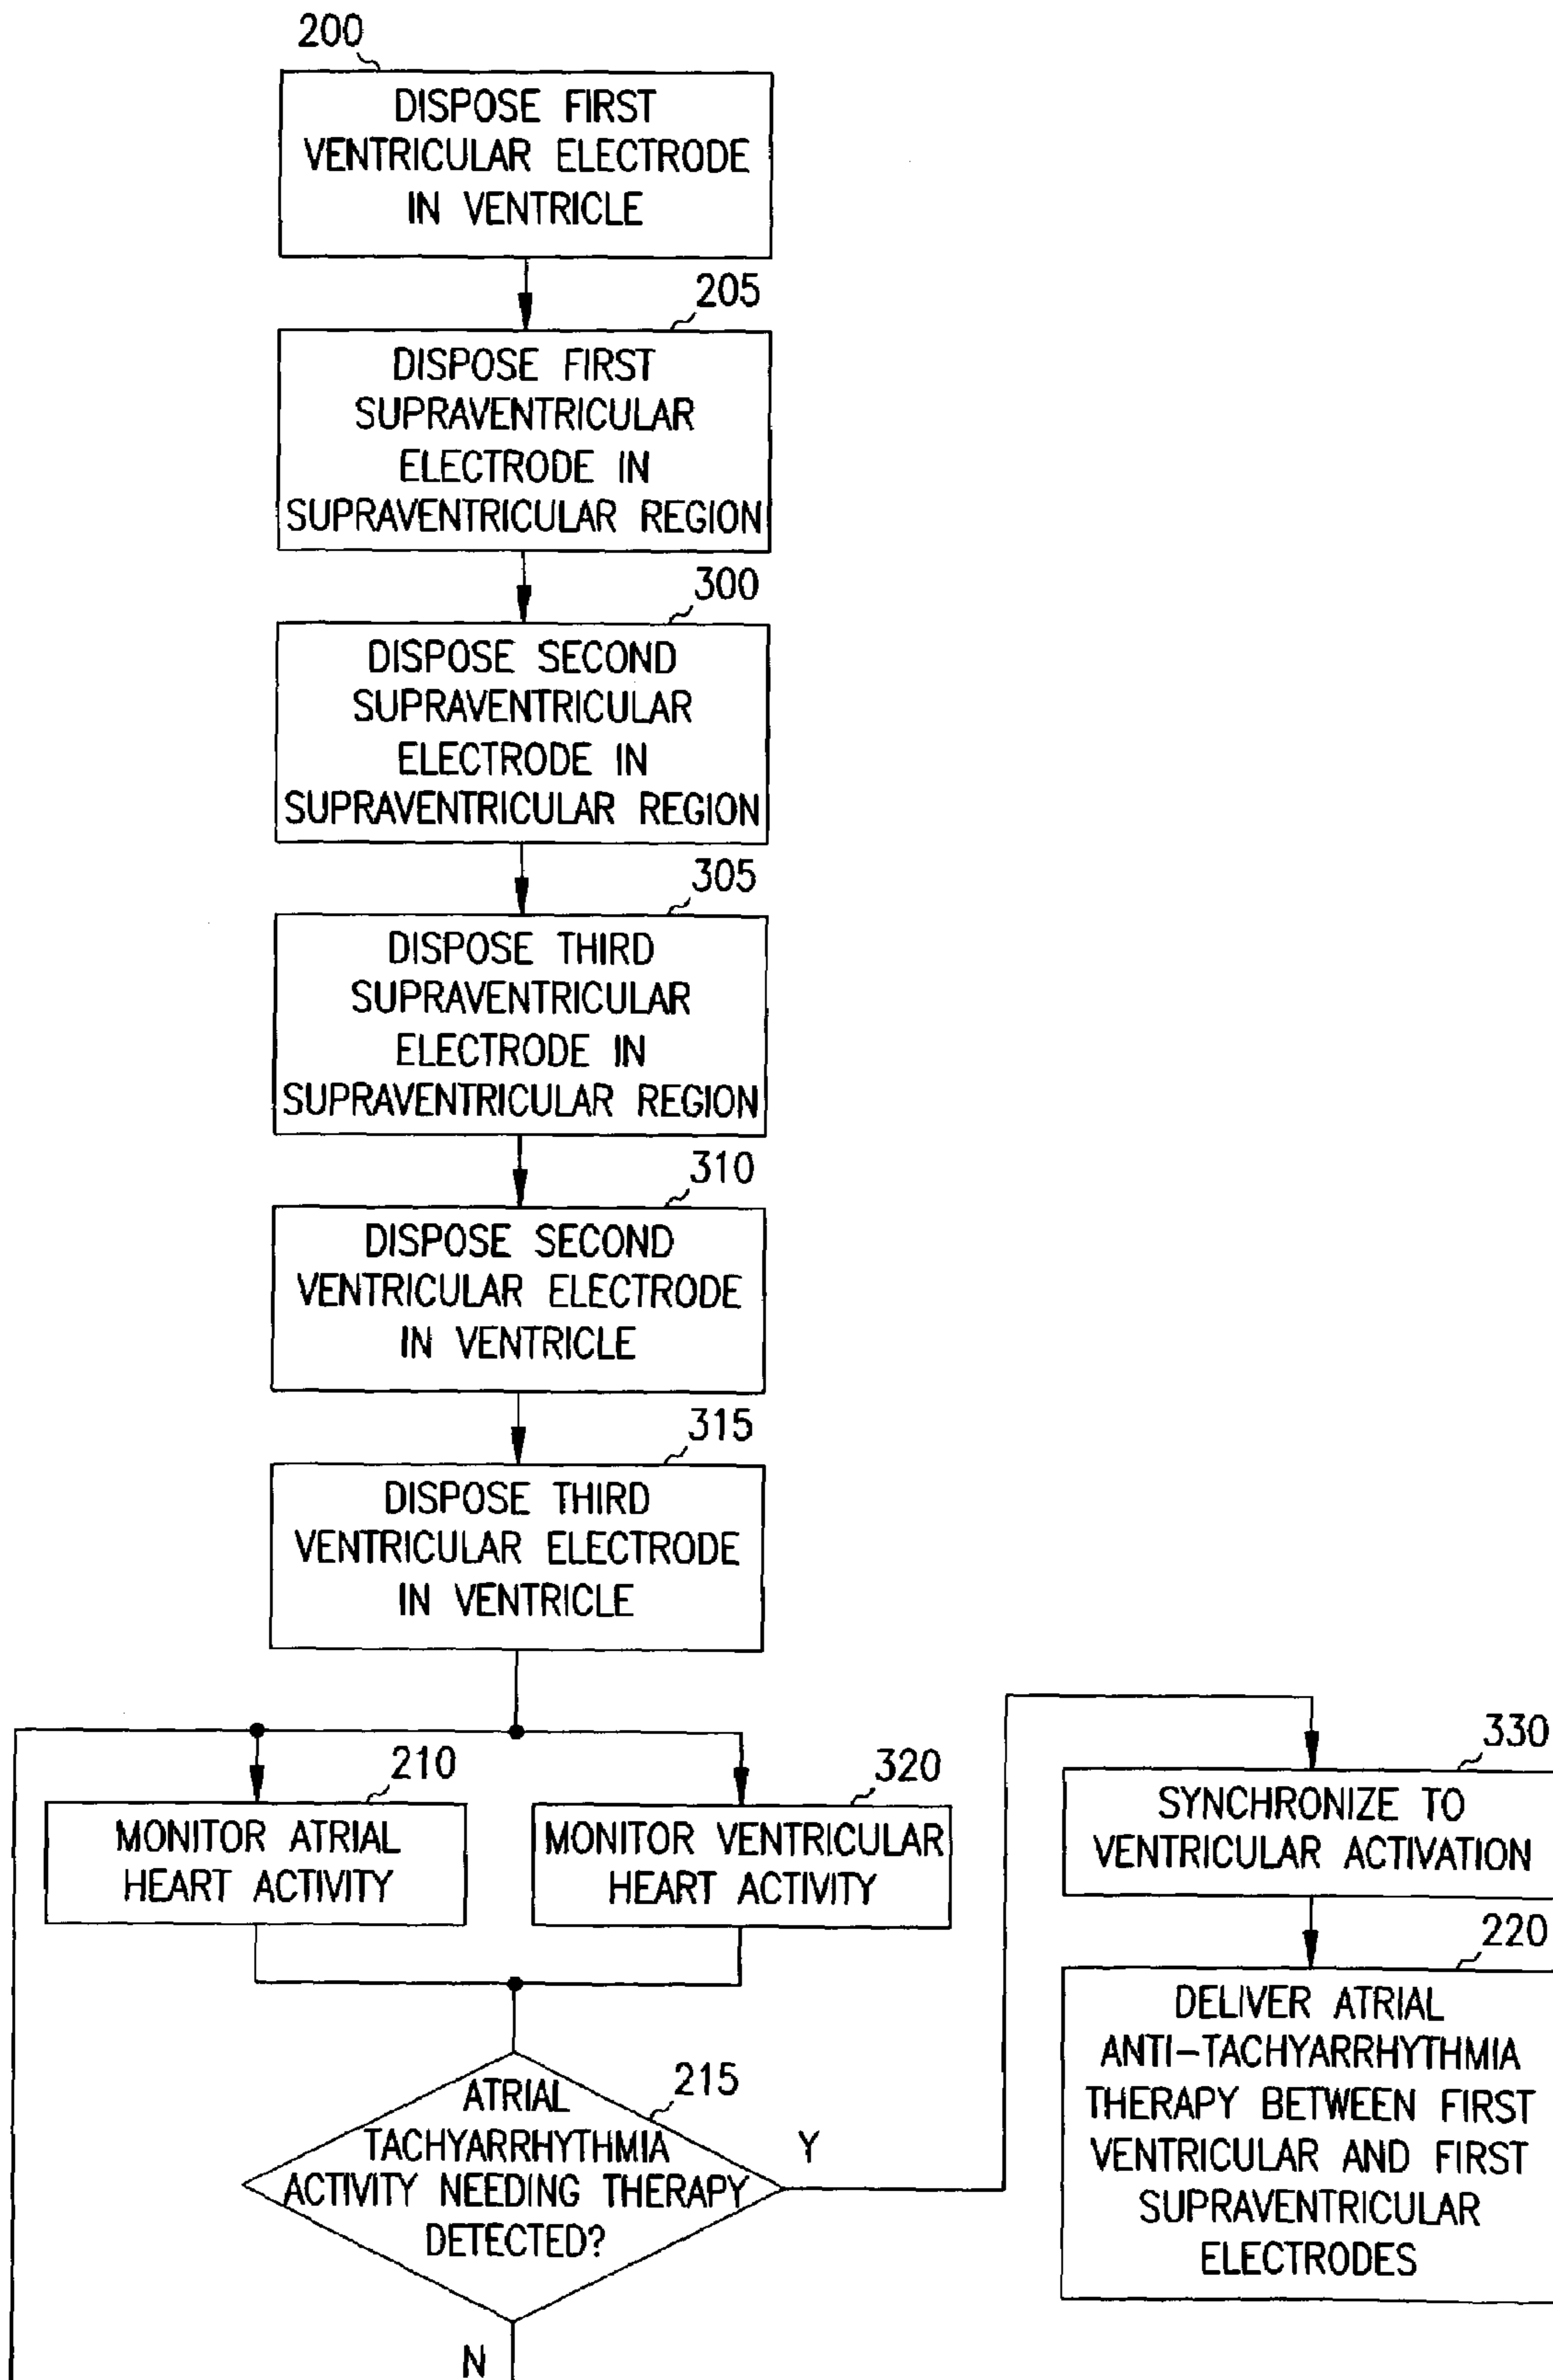 200
DISPOSE FIRST
VENTRICULAR ELECTRODE
IN VENTRICLE
205
DISPOSE FIRST
SUPRAVENTRICULAR
ELECTRODE IN
SUPRAVENTRICULAR REGION
300
DISPOSE SECOND
SUPRAVENTRICULAR
ELECTRODE IN
SUPRAVENTRICULAR REGION
305
DISPOSE THIRD
SUPRAVENTRICULAR
ELECTRODE IN
SUPRAVENTRICULAR REGION
310
DISPOSE SECOND
VENTRICULAR ELECTRODE
IN VENTRICLE
315
DISPOSE THIRD
VENTRICULAR ELECTRODE
IN VENTRICLE
210
MONITOR ATRIAL
HEART ACTIVITY
320
MONITOR VENTRICULAR
HEART ACTIVITY
215
ATRIAL
TACHYARRHYTHMIA
ACTIVITY NEEDING THERAPY
DETECTED?
Y
N
330
SYNCHRONIZE TO
VENTRICULAR ACTIVATION
220
DELIVER ATRIAL
ANTI-TACHYARRHYTHMIA
THERAPY BETWEEN FIRST
VENTRICULAR AND FIRST
SUPRAVENTRICULAR
ELECTRODES